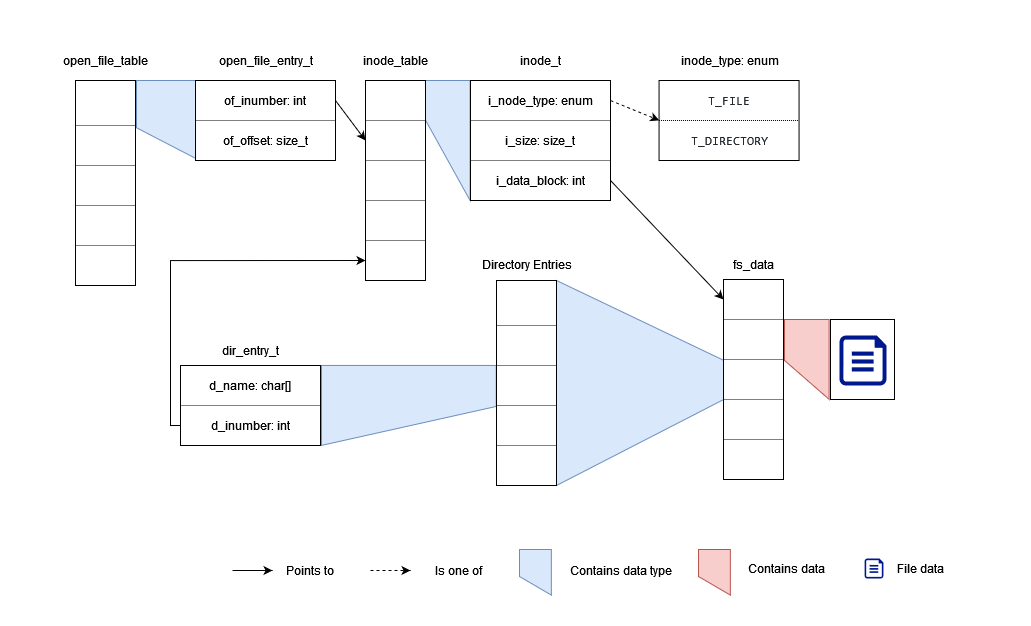 open_file_table
open_file_entry_t
inode_table
inode_t
inode_type: enum
of_inumber: int
i_node_type: enum
T_FILE
of_offset: size_t
i_size: size_t
T_DIRECTORY
i_data_block: int
Directory Entries
fs_data
dir_entry_t
d_name: char[]
d_inumber: int
Points to
Is one of
Contains data type
Contains data
File data